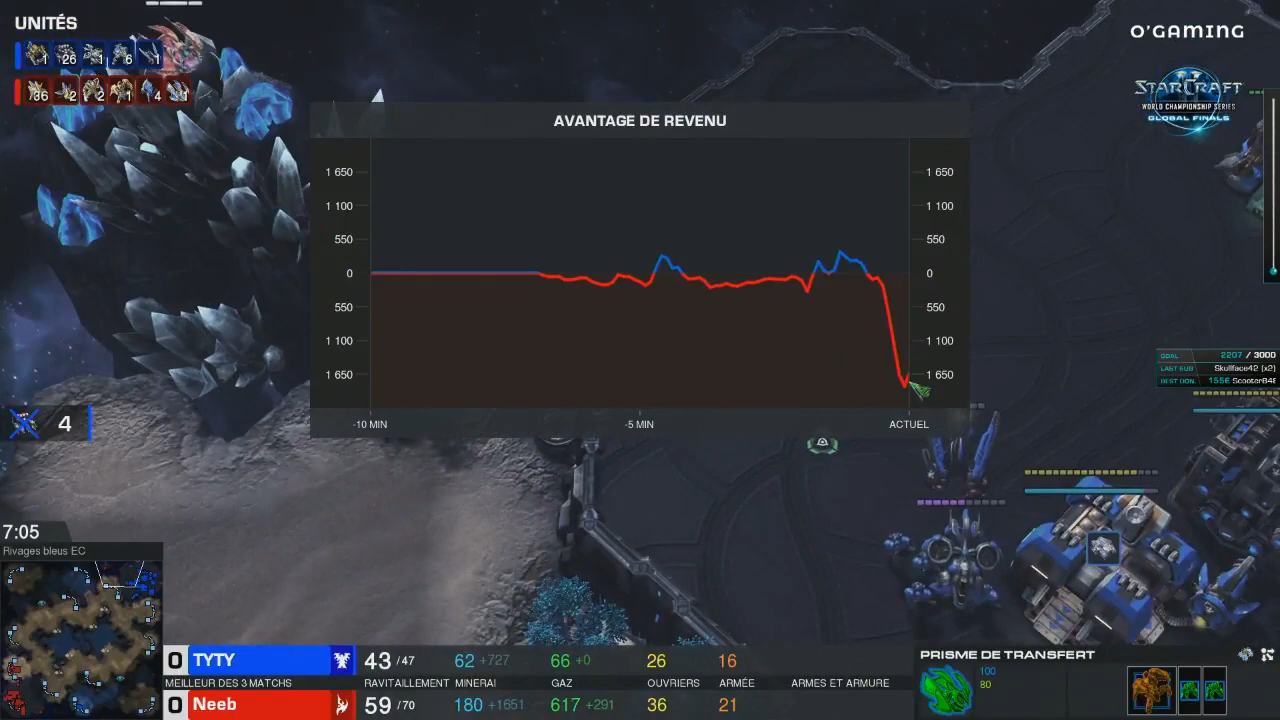 UNITÉS
1 26 1 6 1
36 2 2 1 4 1
O'GAMING
STARCRAFT II
WORLD CHAMPIONSHIP SERIES
GLOBAL FINALS
AVANTAGE DE REVENU
1 650 1 650
1 100 1 100
550 550
0 0
550 550
1 100 1 100
1 650 1 650
-10 MIN -5 MIN ACTUEL
GOAL 2207 / 3000
LAST SUB Skullface42 (x2)
BEST DON. 155€ Scooter84
4
7:05
Rivages bleus EC
0 TYTY 43 /47 62 +727 66 +0 26 16
MEILLEUR DES 3 MATCHS RAVITAILLEMENT MINERAI GAZ OUVRIERS ARMÉE ARMES ET ARMURE
0 Neeb 59 /70 180 +1651 617 +291 36 21
PRISME DE TRANSFERT
100
80